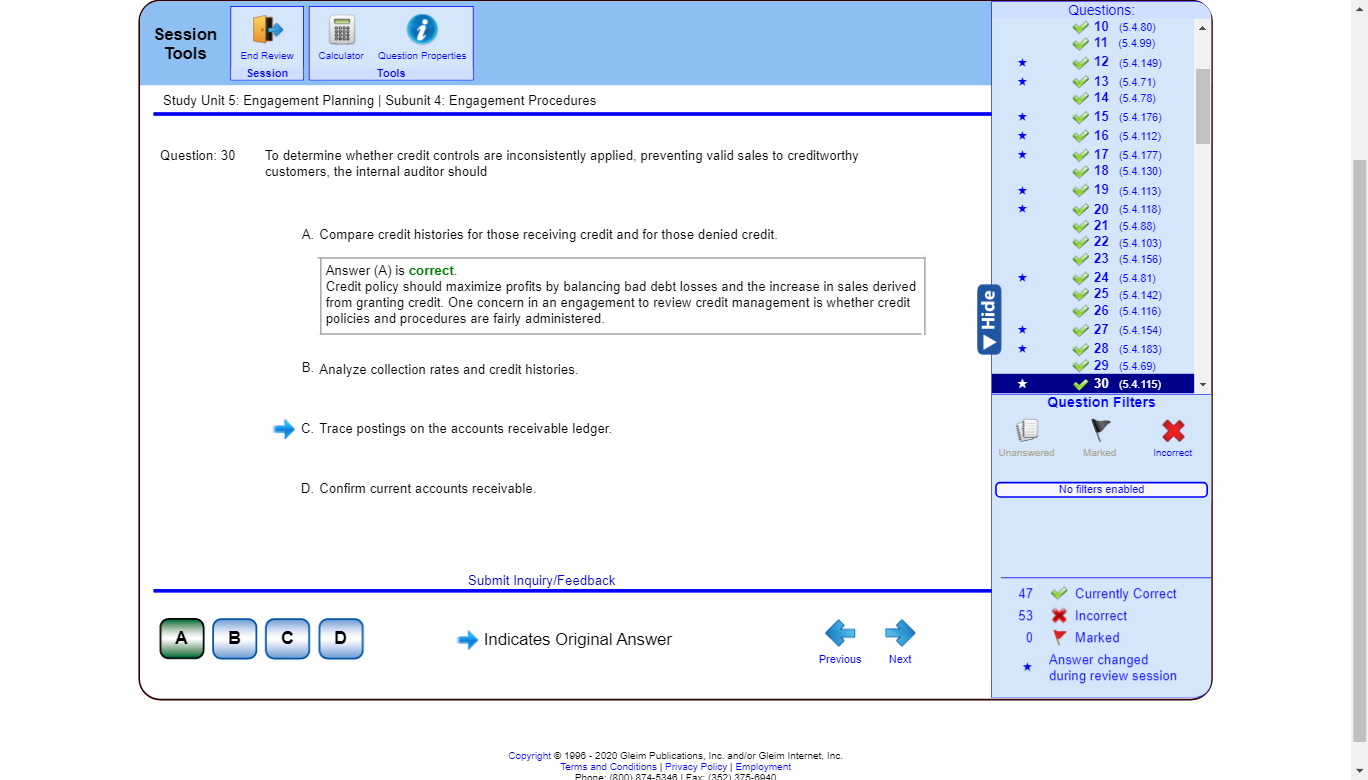 Session
Tools
End Review
Session
Calculator
Question Properties
Tools
Study Unit 5: Engagement Planning | Subunit 4: Engagement Procedures
Question: 30
To determine whether credit controls are inconsistently applied, preventing valid sales to creditworthy
customers, the internal auditor should
A. Compare credit histories for those receiving credit and for those denied credit.
Answer (A) is correct.
Credit policy should maximize profits by balancing bad debt losses and the increase in sales derived
from granting credit. One concern in an engagement to review credit management is whether credit
policies and procedures are fairly administered.
B. Analyze collection rates and credit histories.
C. Trace postings on the accounts receivable ledger.
D. Confirm current accounts receivable.
Submit Inquiry/Feedback
A
B
C
D
Indicates Original Answer
Previous
Next
Hide
Questions:
10 (5.4.80)
11 (5.4.99)
12 (5.4.149)
13 (5.4.71)
14 (5.4.78)
15 (5.4.176)
16 (5.4.112)
17 (5.4.177)
18 (5.4.130)
19 (5.4.113)
20 (5.4.118)
21 (5.4.88)
22 (5.4.103)
23 (5.4.156)
24 (5.4.81)
25 (5.4.142)
26 (5.4.116)
27 (5.4.154)
28 (5.4.183)
29 (5.4.69)
30 (5.4.115)
Question Filters
Unanswered
Marked
Incorrect
No filters enabled
47 Currently Correct
53 Incorrect
0 Marked
Answer changed
during review session
Copyright © 1996 - 2020 Gleim Publications, Inc. and/or Gleim Internet, Inc.
Terms and Conditions | Privacy Policy | Employment
Phone: (800) 874-5346 | Fax: (352) 375-6940